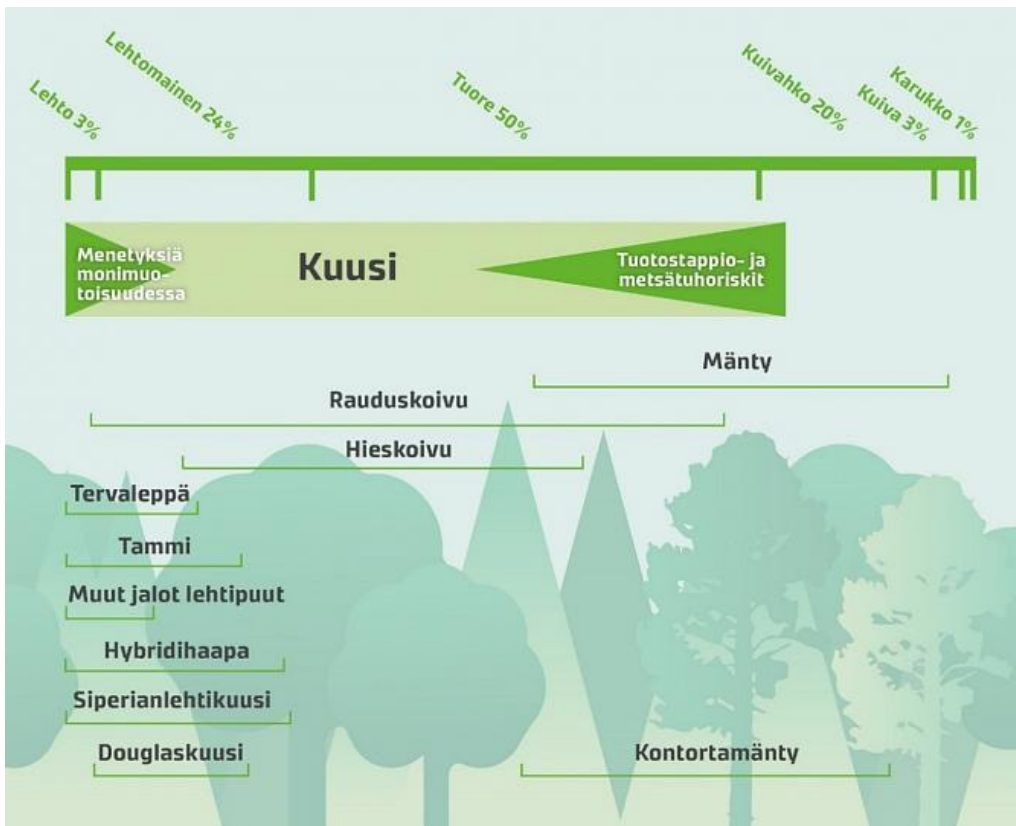 Lehto 3%
Lehtomainen 24%
Tuore 50%
Kuivahko 20%
Kuiva 3%
Karukko 1%
Menetyksiä
monimuo-
toisuudessa
Kuusi
Tuotostappio- ja
metsätuhoriskit
Mänty
Rauduskoivu
Hieskoivu
Tervaleppä
Tammi
Muut jalot lehtipuut
Hybridihaapa
Siperianlehtikuusi
Douglaskuusi
Kontortamänty